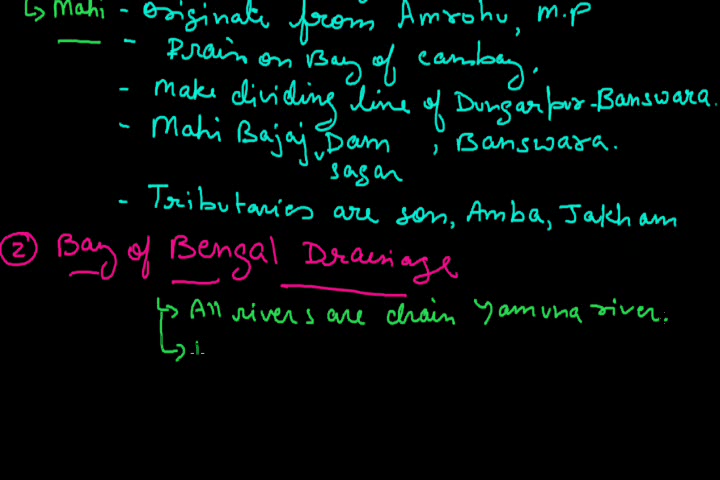 ↳ Mahi - originate from Amrohu, M.P
- Drain on Bay of cambay.
- Make dividing line of Dungarpur-Banswara.
- Mahi Bajaj Dam, Banswara.
sagar
- Tributaries are son, Amba, Jakham
② Bay of Bengal Drainage
↳ All rivers are drain Yamuna river.
↳ i